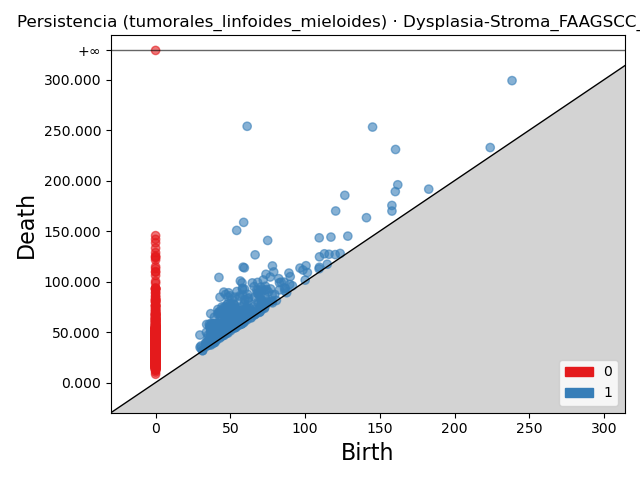 Persistencia (tumorales_linfoides_mieloides) · Dysplasia-Stroma_FAAGSCC_
+∞
300.000
250.000
200.000
150.000
100.000
50.000
0.000
Death
0
1
0 50 100 150 200 250 300
Birth